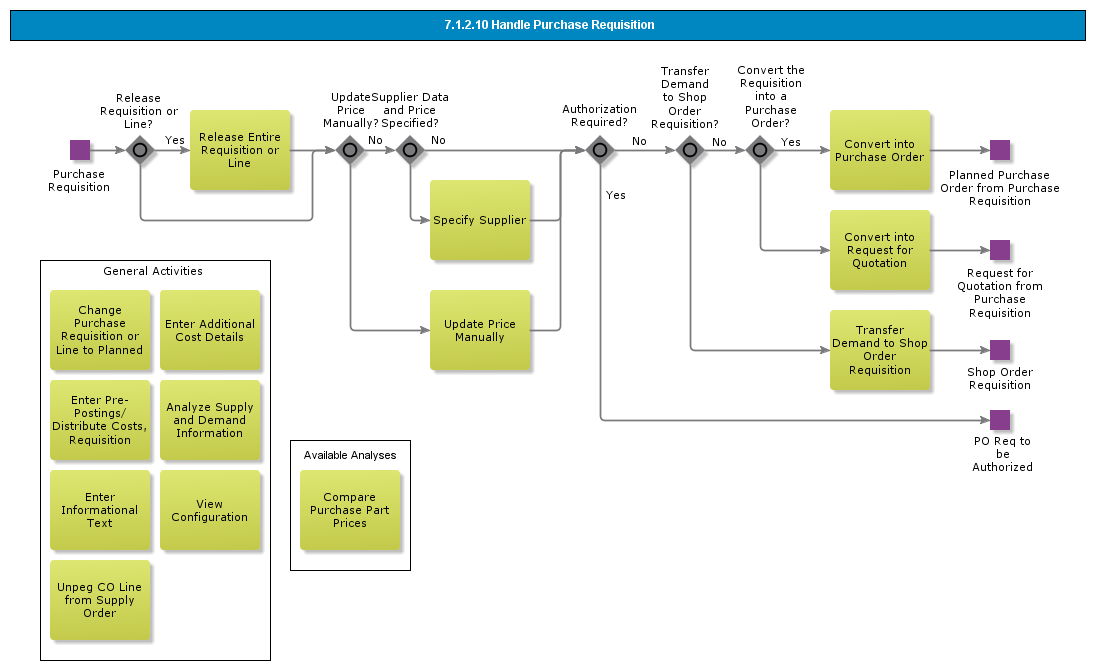 7.1.2.10 Handle Purchase Requisition
Release
Requisition or
Line?
Yes
Purchase
Requisition
Release Entire
Requisition or
Line
Update
Price
Manually?
No
Supplier Data
and Price
Specified?
No
Specify Supplier
Update Price
Manually
Authorization
Required?
No
Yes
Transfer
Demand
to Shop
Order
Requisition?
No
Convert the
Requisition
into a
Purchase
Order?
Yes
Convert into
Purchase Order
Planned Purchase
Order from Purchase
Requisition
Convert into
Request for
Quotation
Request for
Quotation from
Purchase
Requisition
Transfer
Demand to Shop
Order
Requisition
Shop Order
Requisition
PO Req to
be
Authorized
General Activities
Change
Purchase
Requisition or
Line to Planned
Enter Additional
Cost Details
Enter Pre-
Postings/
Distribute Costs,
Requisition
Analyze Supply
and Demand
Information
Enter
Informational
Text
View
Configuration
Unpeg CO Line
from Supply
Order
Available Analyses
Compare
Purchase Part
Prices